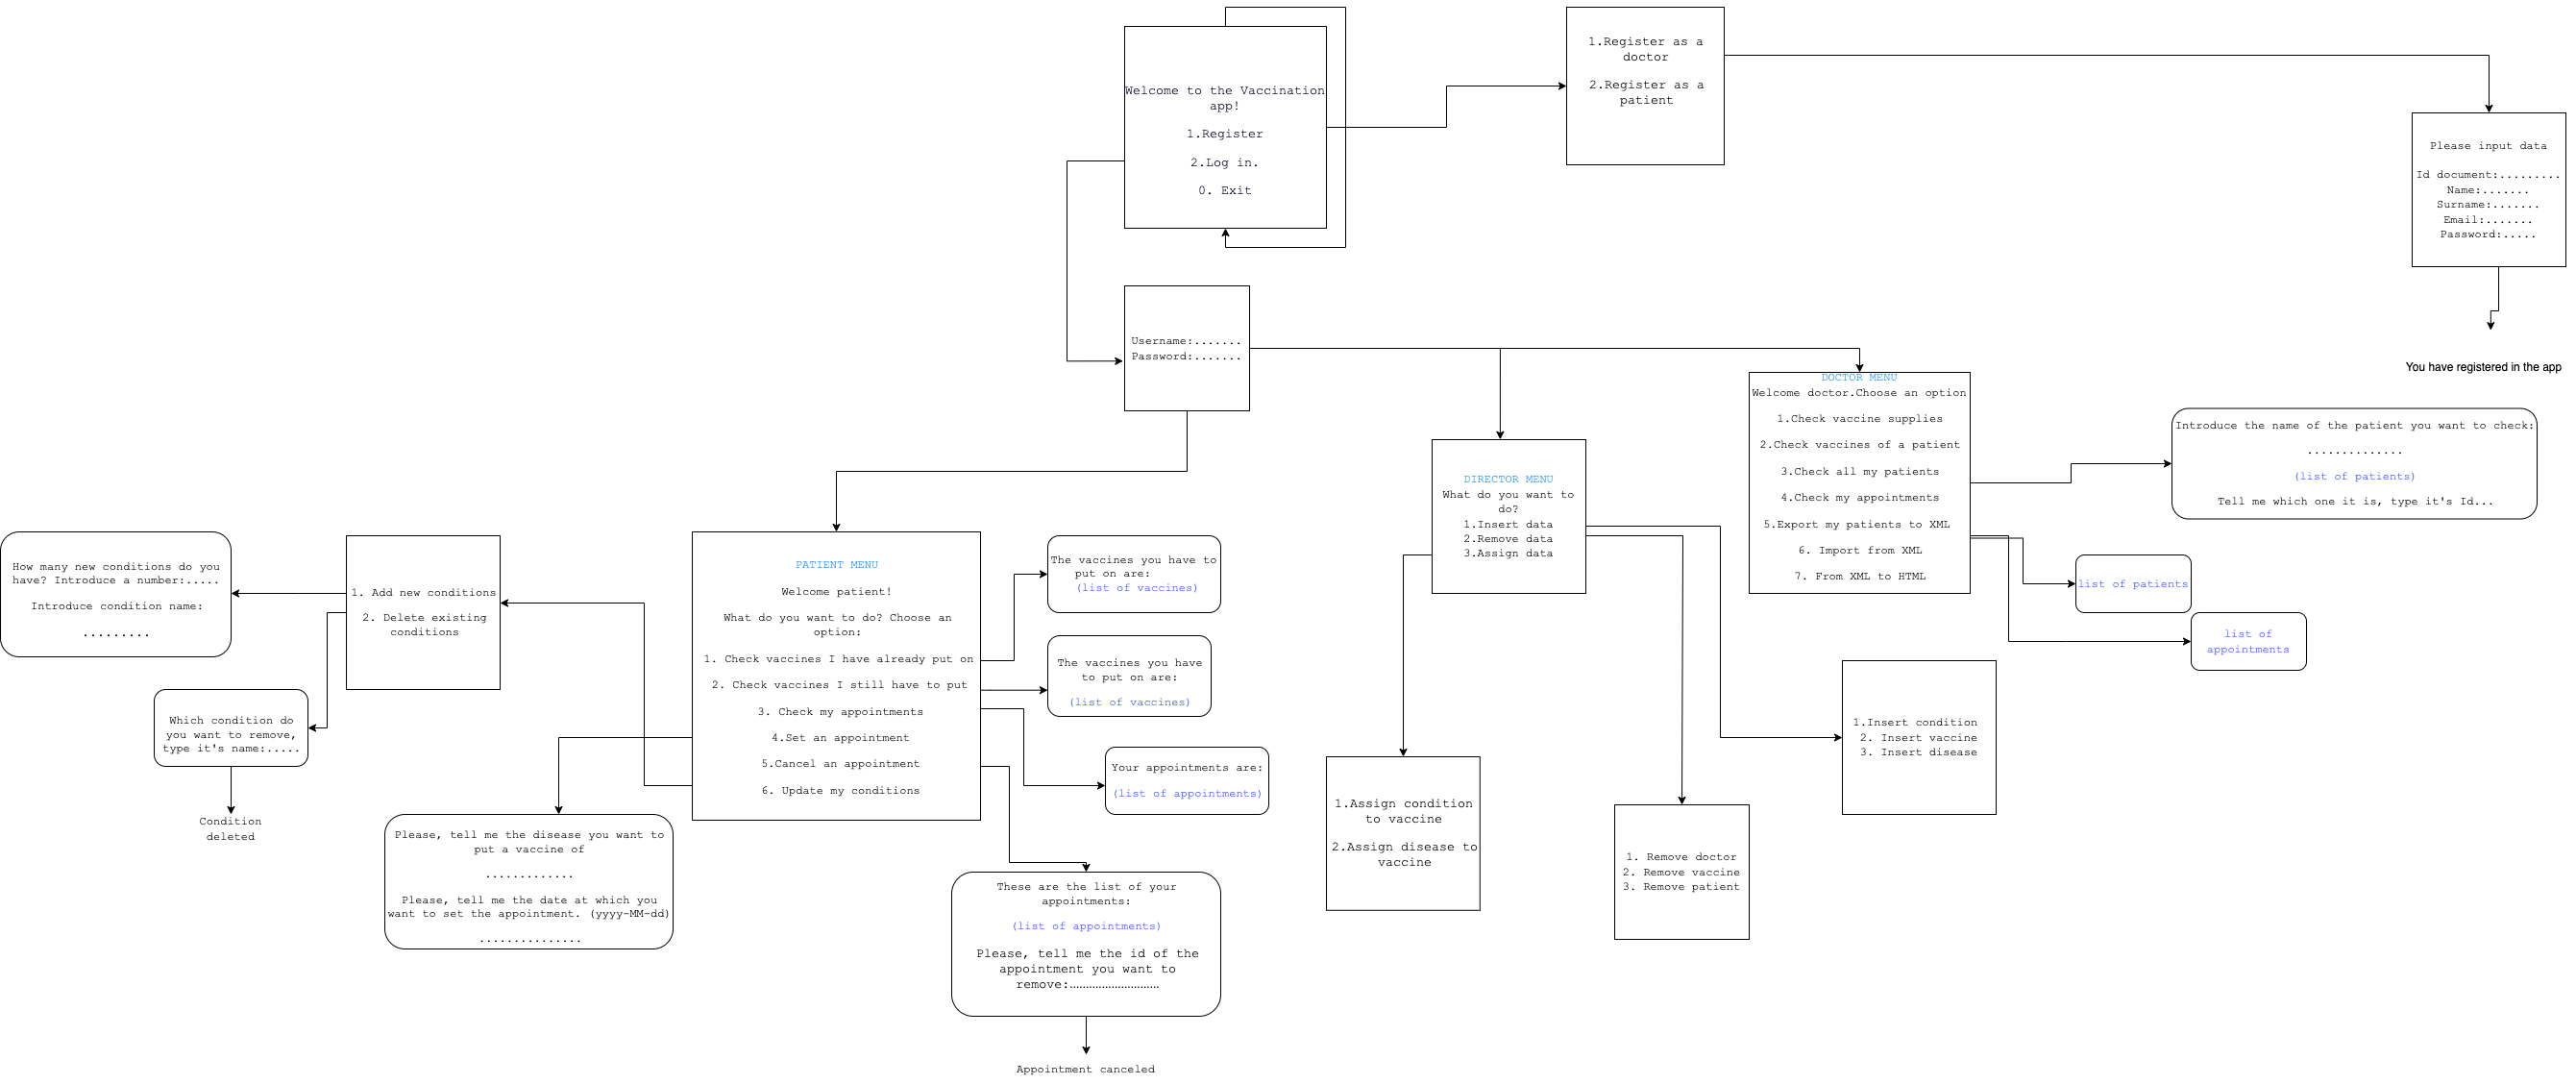 Welcome to the Vaccination
app!
1.Register
2.Log in.
0. Exit
1.Register as a
doctor
2.Register as a
patient
Please input data
Id document:.........
Name:.......
Surname:.......
Email:.......
Password:.....
You have registered in the app
Username:.......
Password:.......
DOCTOR MENU
Welcome doctor.Choose an option
1.Check vaccine supplies
2.Check vaccines of a patient
3.Check all my patients
4.Check my appointments
5.Export my patients to XML
6. Import from XML
7. From XML to HTML
Introduce the name of the patient you want to check:
..............
(list of patients)
Tell me which one it is, type it's Id...
list of patients
list of
appointments
DIRECTOR MENU
What do you want to
do?
1.Insert data
2.Remove data
3.Assign data
1.Insert condition
2. Insert vaccine
3. Insert disease
1. Remove doctor
2. Remove vaccine
3. Remove patient
1.Assign condition
to vaccine
2.Assign disease to
vaccine
PATIENT MENU
Welcome patient!
What do you want to do? Choose an
option:
1. Check vaccines I have already put on
2. Check vaccines I still have to put
3. Check my appointments
4.Set an appointment
5.Cancel an appointment
6. Update my conditions
The vaccines you have to
put on are:
(list of vaccines)
The vaccines you have
to put on are:
(list of vaccines)
Your appointments are:
(list of appointments)
These are the list of your
appointments:
(list of appointments)
Please, tell me the id of the
appointment you want to
remove:...........................
Appointment canceled
Please, tell me the disease you want to
put a vaccine of
.............
Please, tell me the date at which you
want to set the appointment. (yyyy-MM-dd)
...............
1. Add new conditions
2. Delete existing
conditions
How many new conditions do you
have? Introduce a number:.....
Introduce condition name:
.........
Which condition do
you want to remove,
type it's name:.....
Condition
deleted